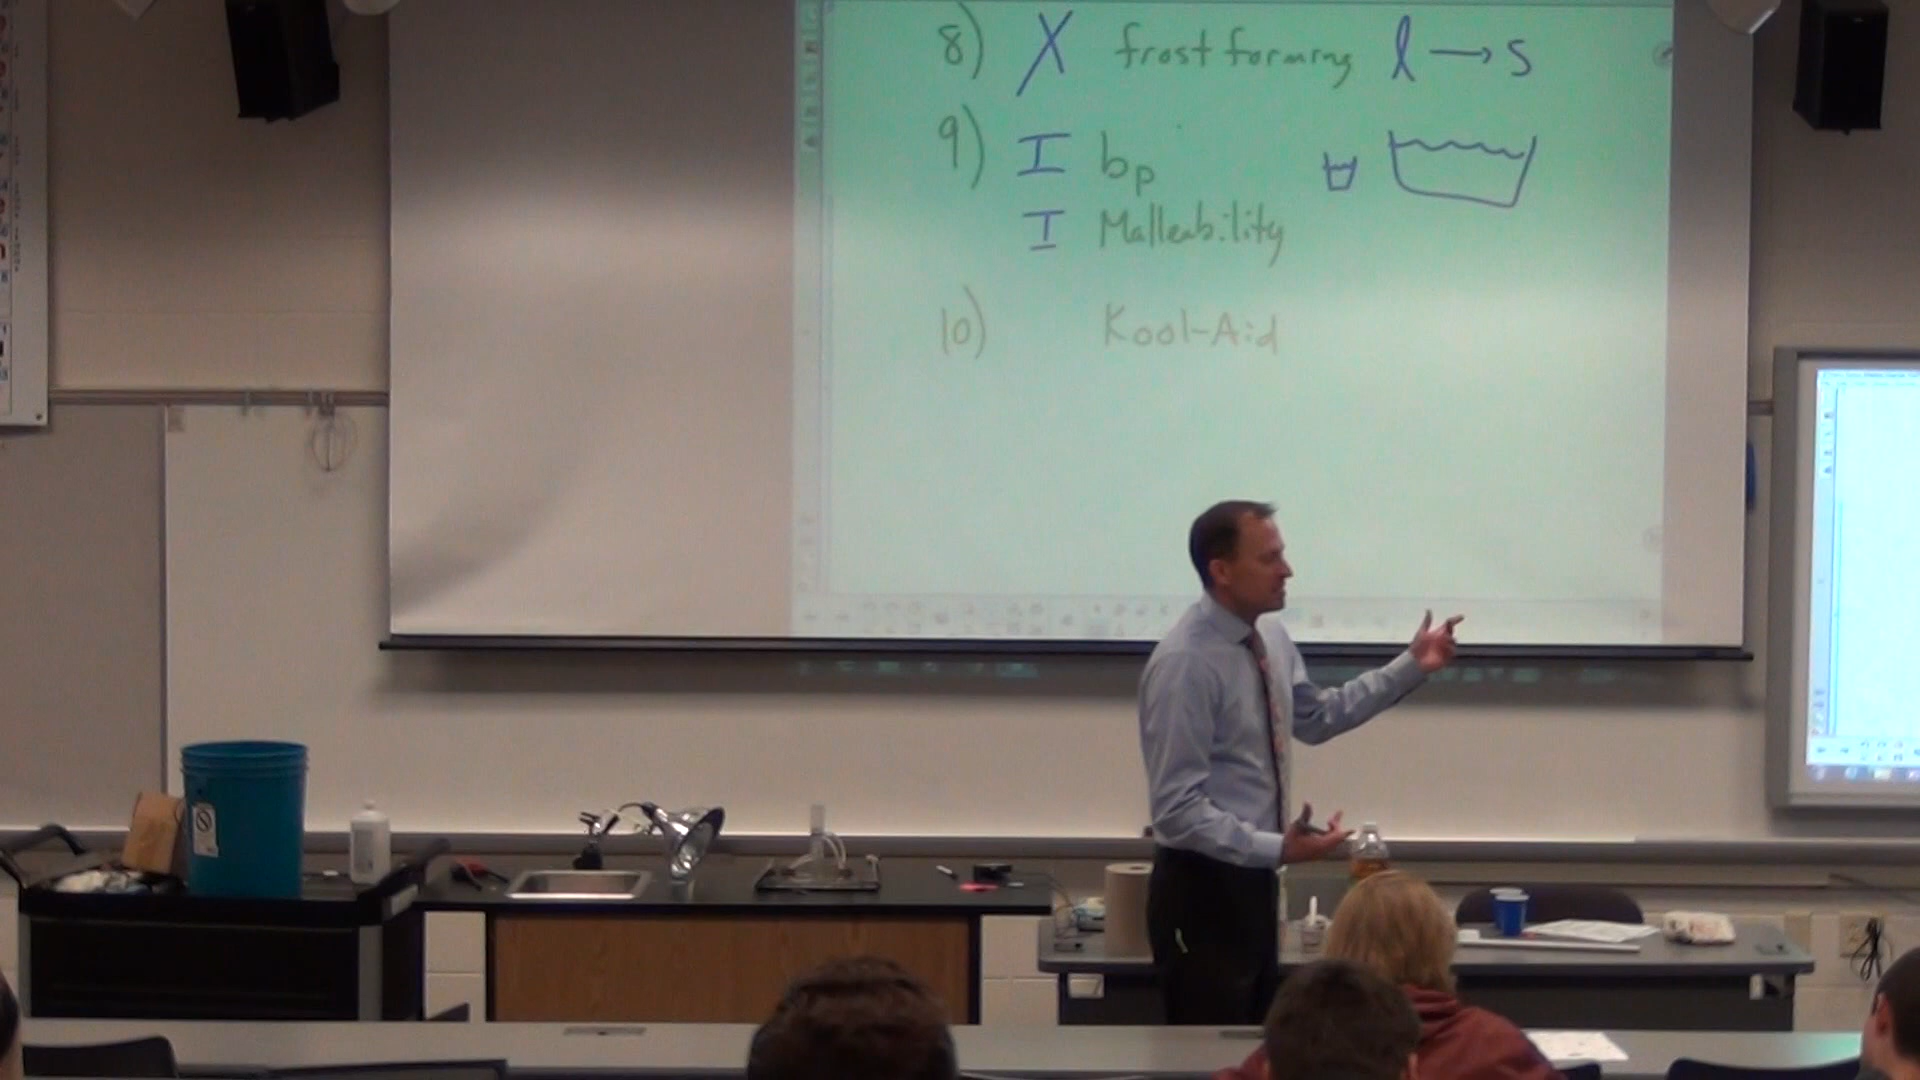 8) X frost forming l → s
9) I bp
I Malleability
10) Kool-Aid